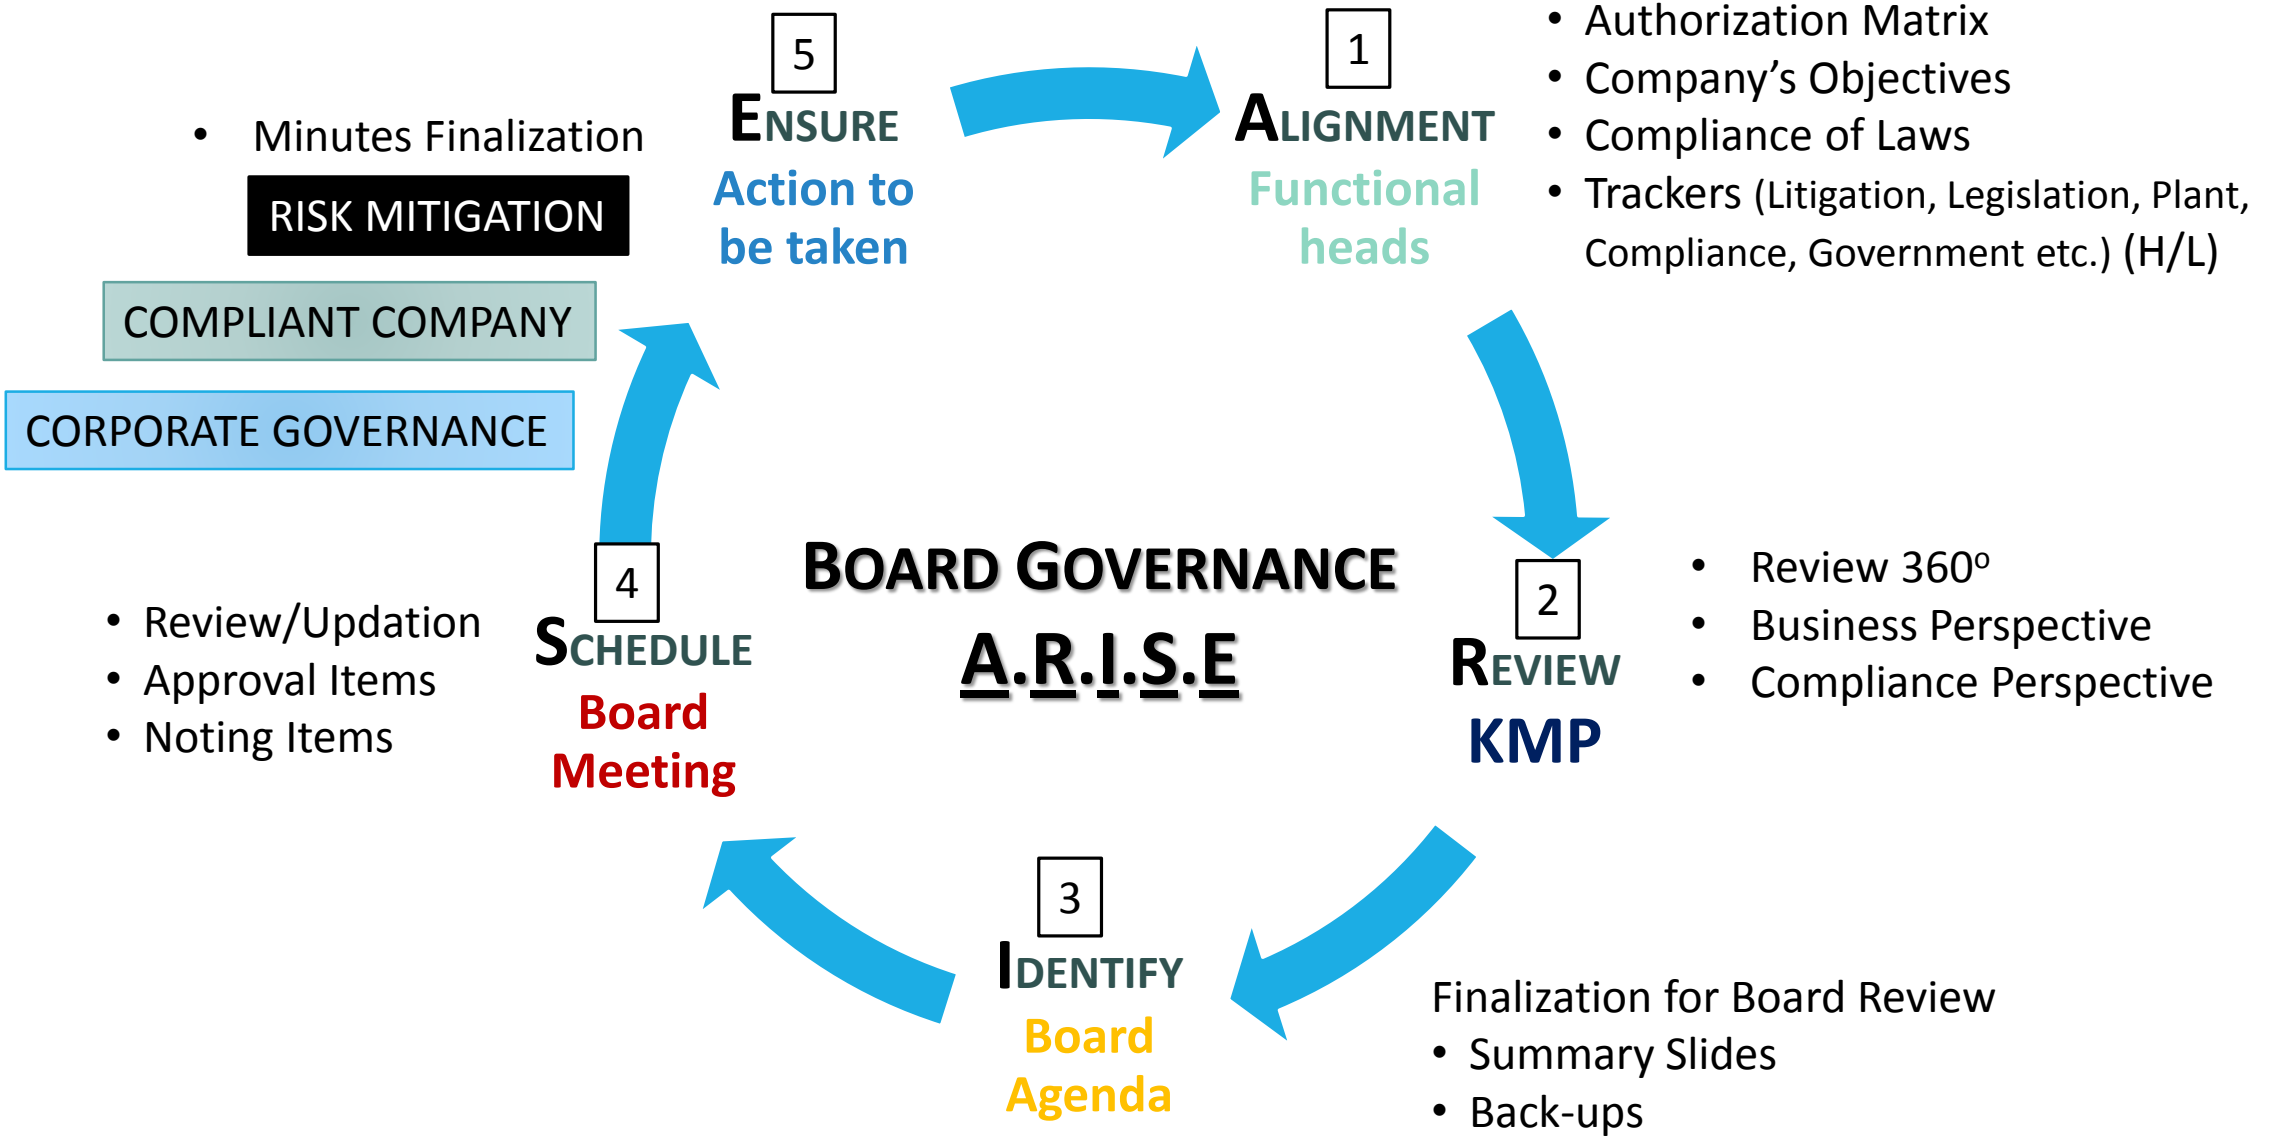 BOARD GOVERNANCE
A.R.I.S.E
1
ALIGNMENT
Functional
heads
• Authorization Matrix
• Company’s Objectives
• Compliance of Laws
• Trackers (Litigation, Legislation, Plant,
Compliance, Government etc.) (H/L)
2
REVIEW
KMP
• Review 360º
• Business Perspective
• Compliance Perspective
3
IDENTIFY
Board
Agenda
Finalization for Board Review
• Summary Slides
• Back-ups
4
SCHEDULE
Board
Meeting
• Review/Updation
• Approval Items
• Noting Items
5
ENSURE
Action to
be taken
• Minutes Finalization
RISK MITIGATION
COMPLIANT COMPANY
CORPORATE GOVERNANCE